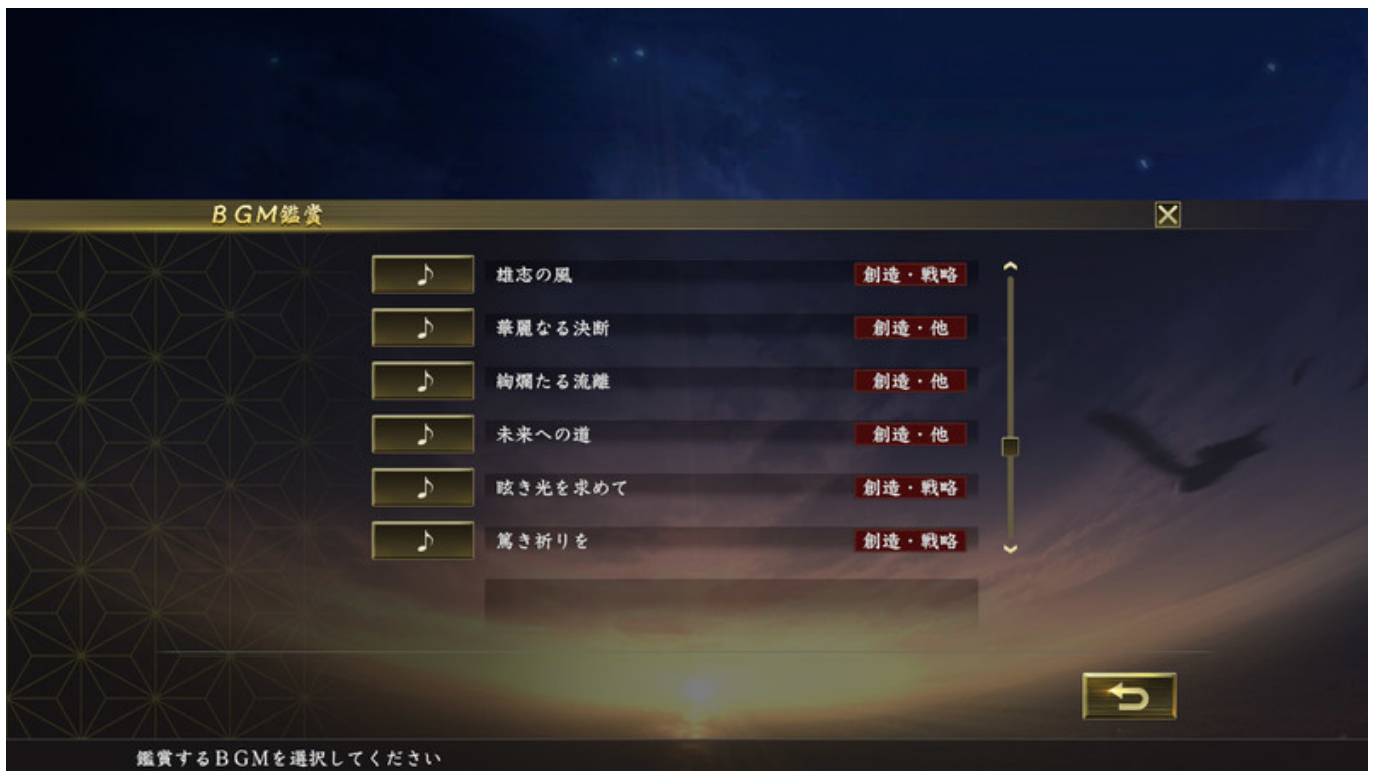 BGM鑑賞
♪ 雄志の風 創造・戦略
♪ 華麗なる決断 創造・他
♪ 絢爛たる流離 創造・他
♪ 未来への道 創造・他
♪ 眩き光を求めて 創造・戦略
♪ 篤き祈りを 創造・戦略
鑑賞するBGMを選択してください